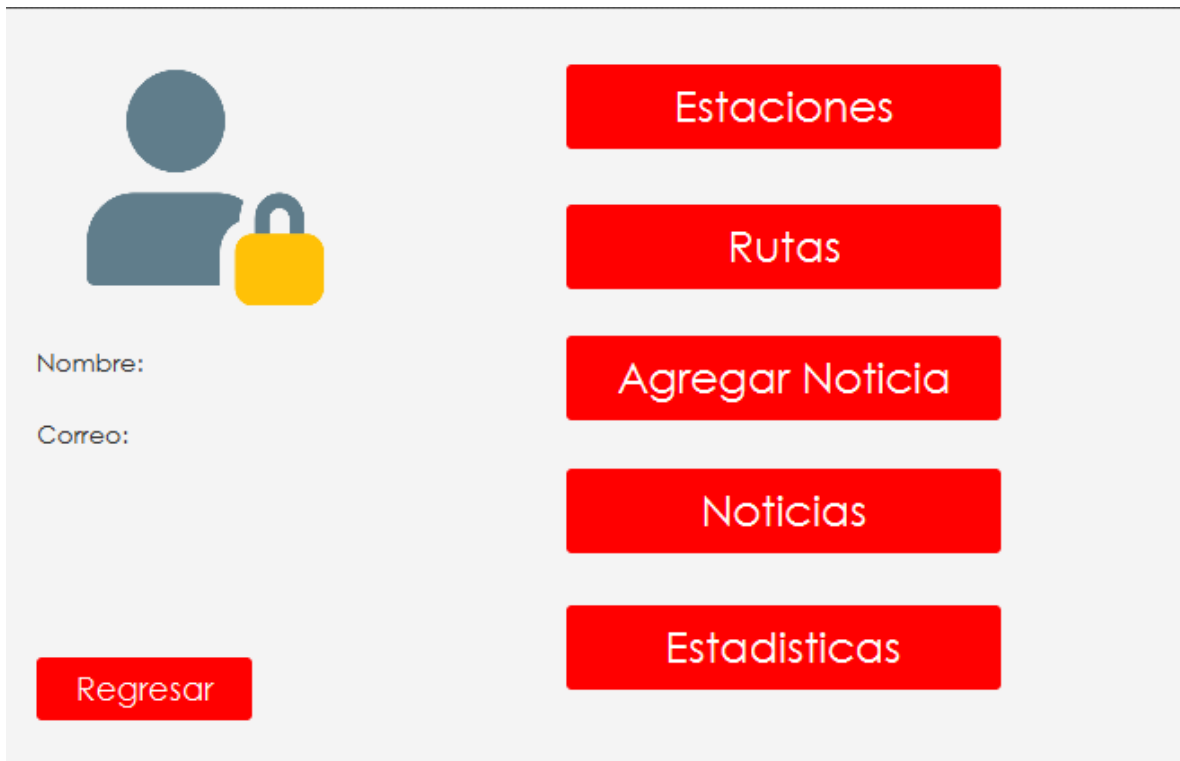 Nombre:
Correo:
Regresar
Estaciones
Rutas
Agregar Noticia
Noticias
Estadisticas